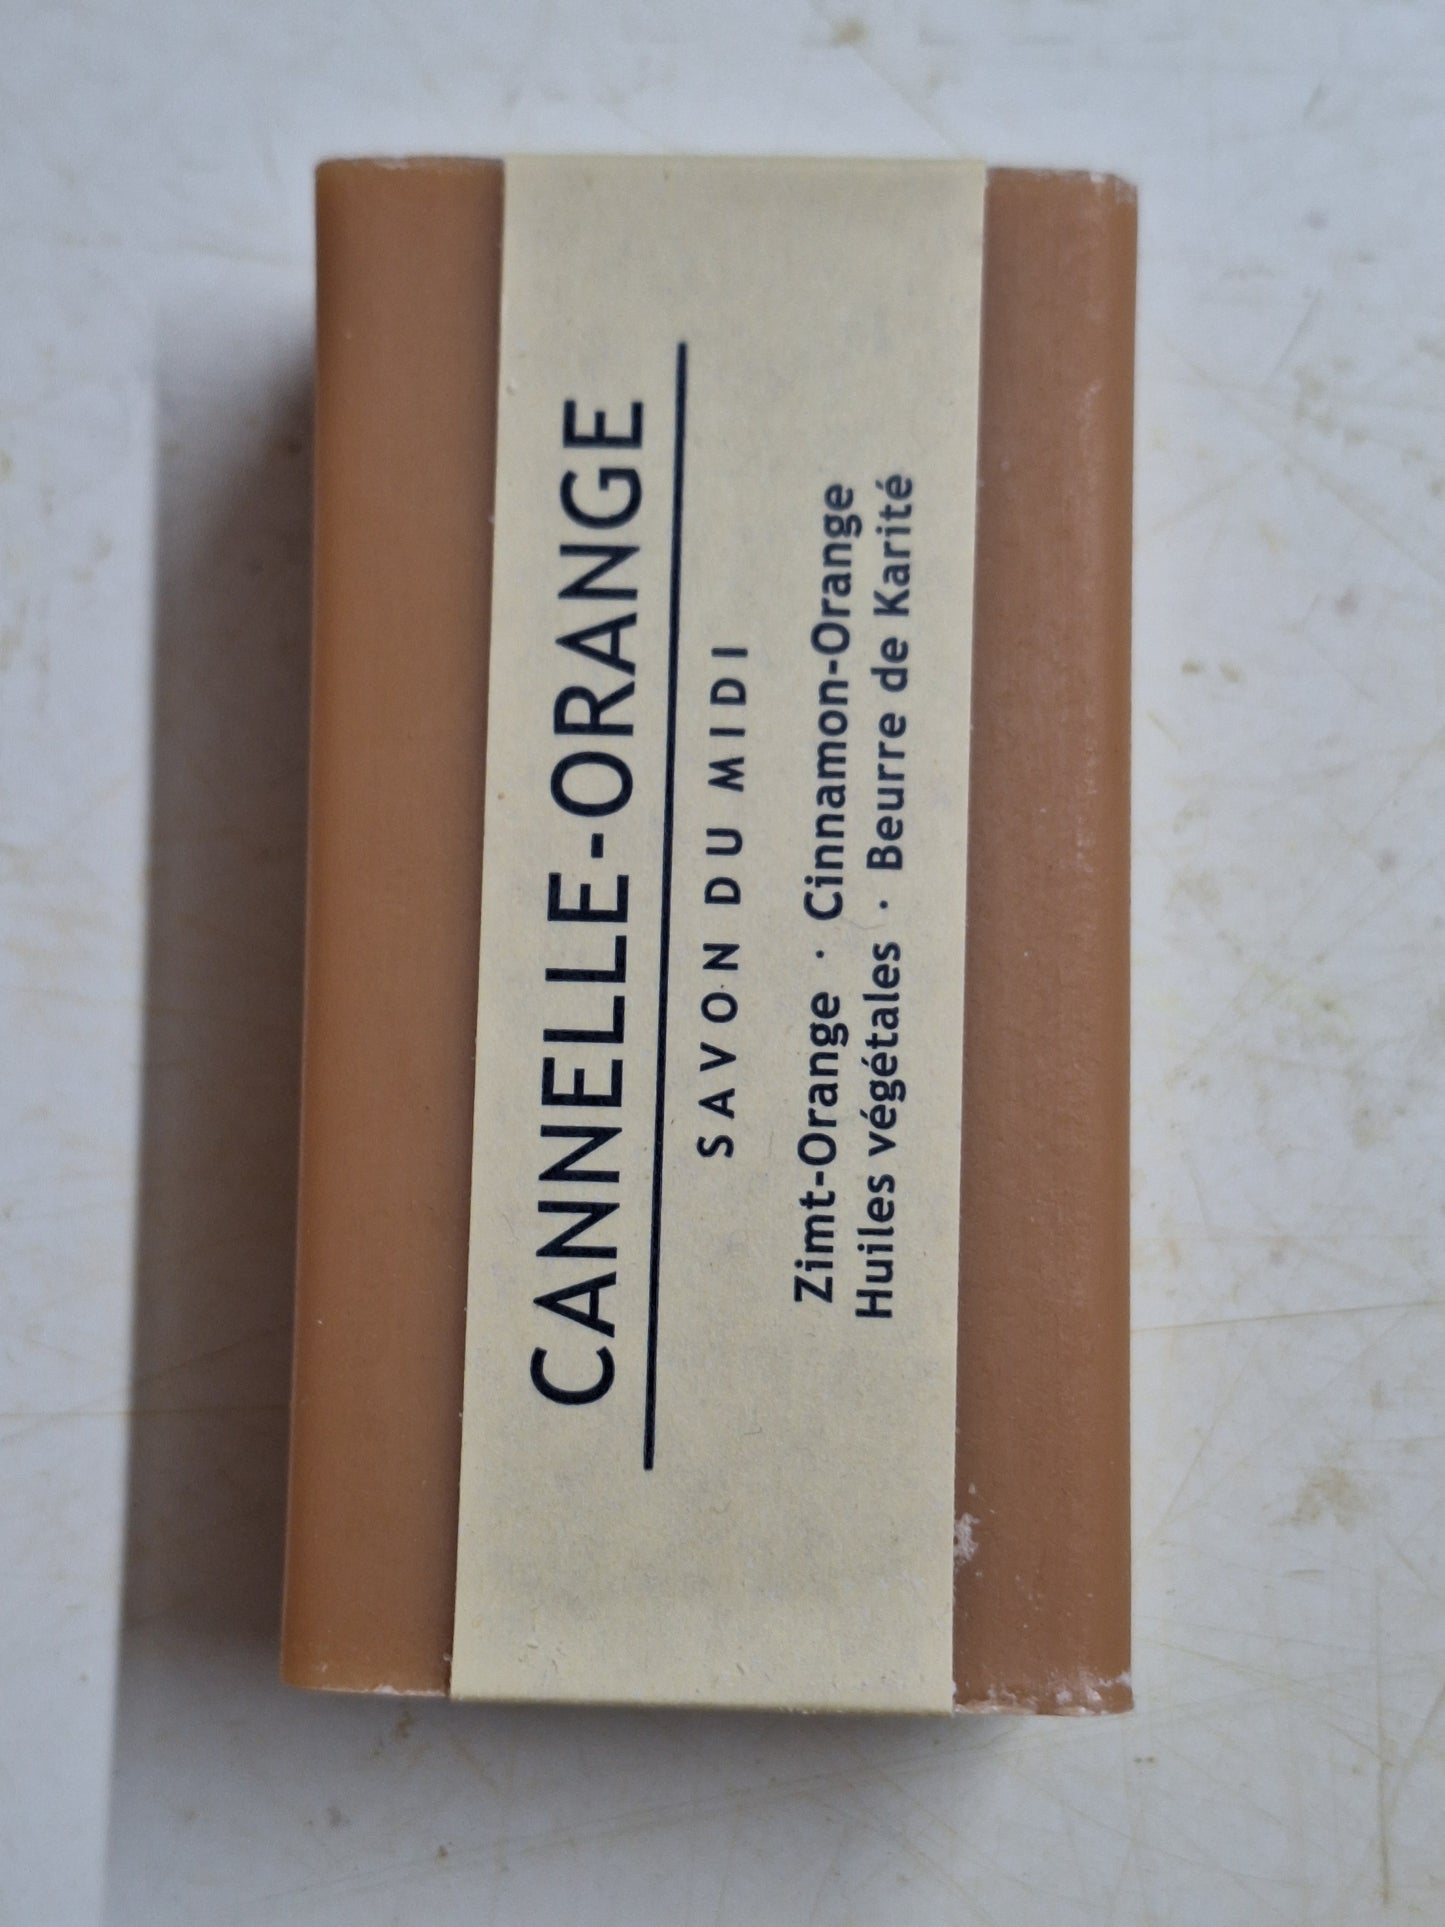 CANNELLE-ORANGE
SAVON DU MIDI
Zimt-Orange · Cinnamon-Orange
Huiles végétales · Beurre de Karité